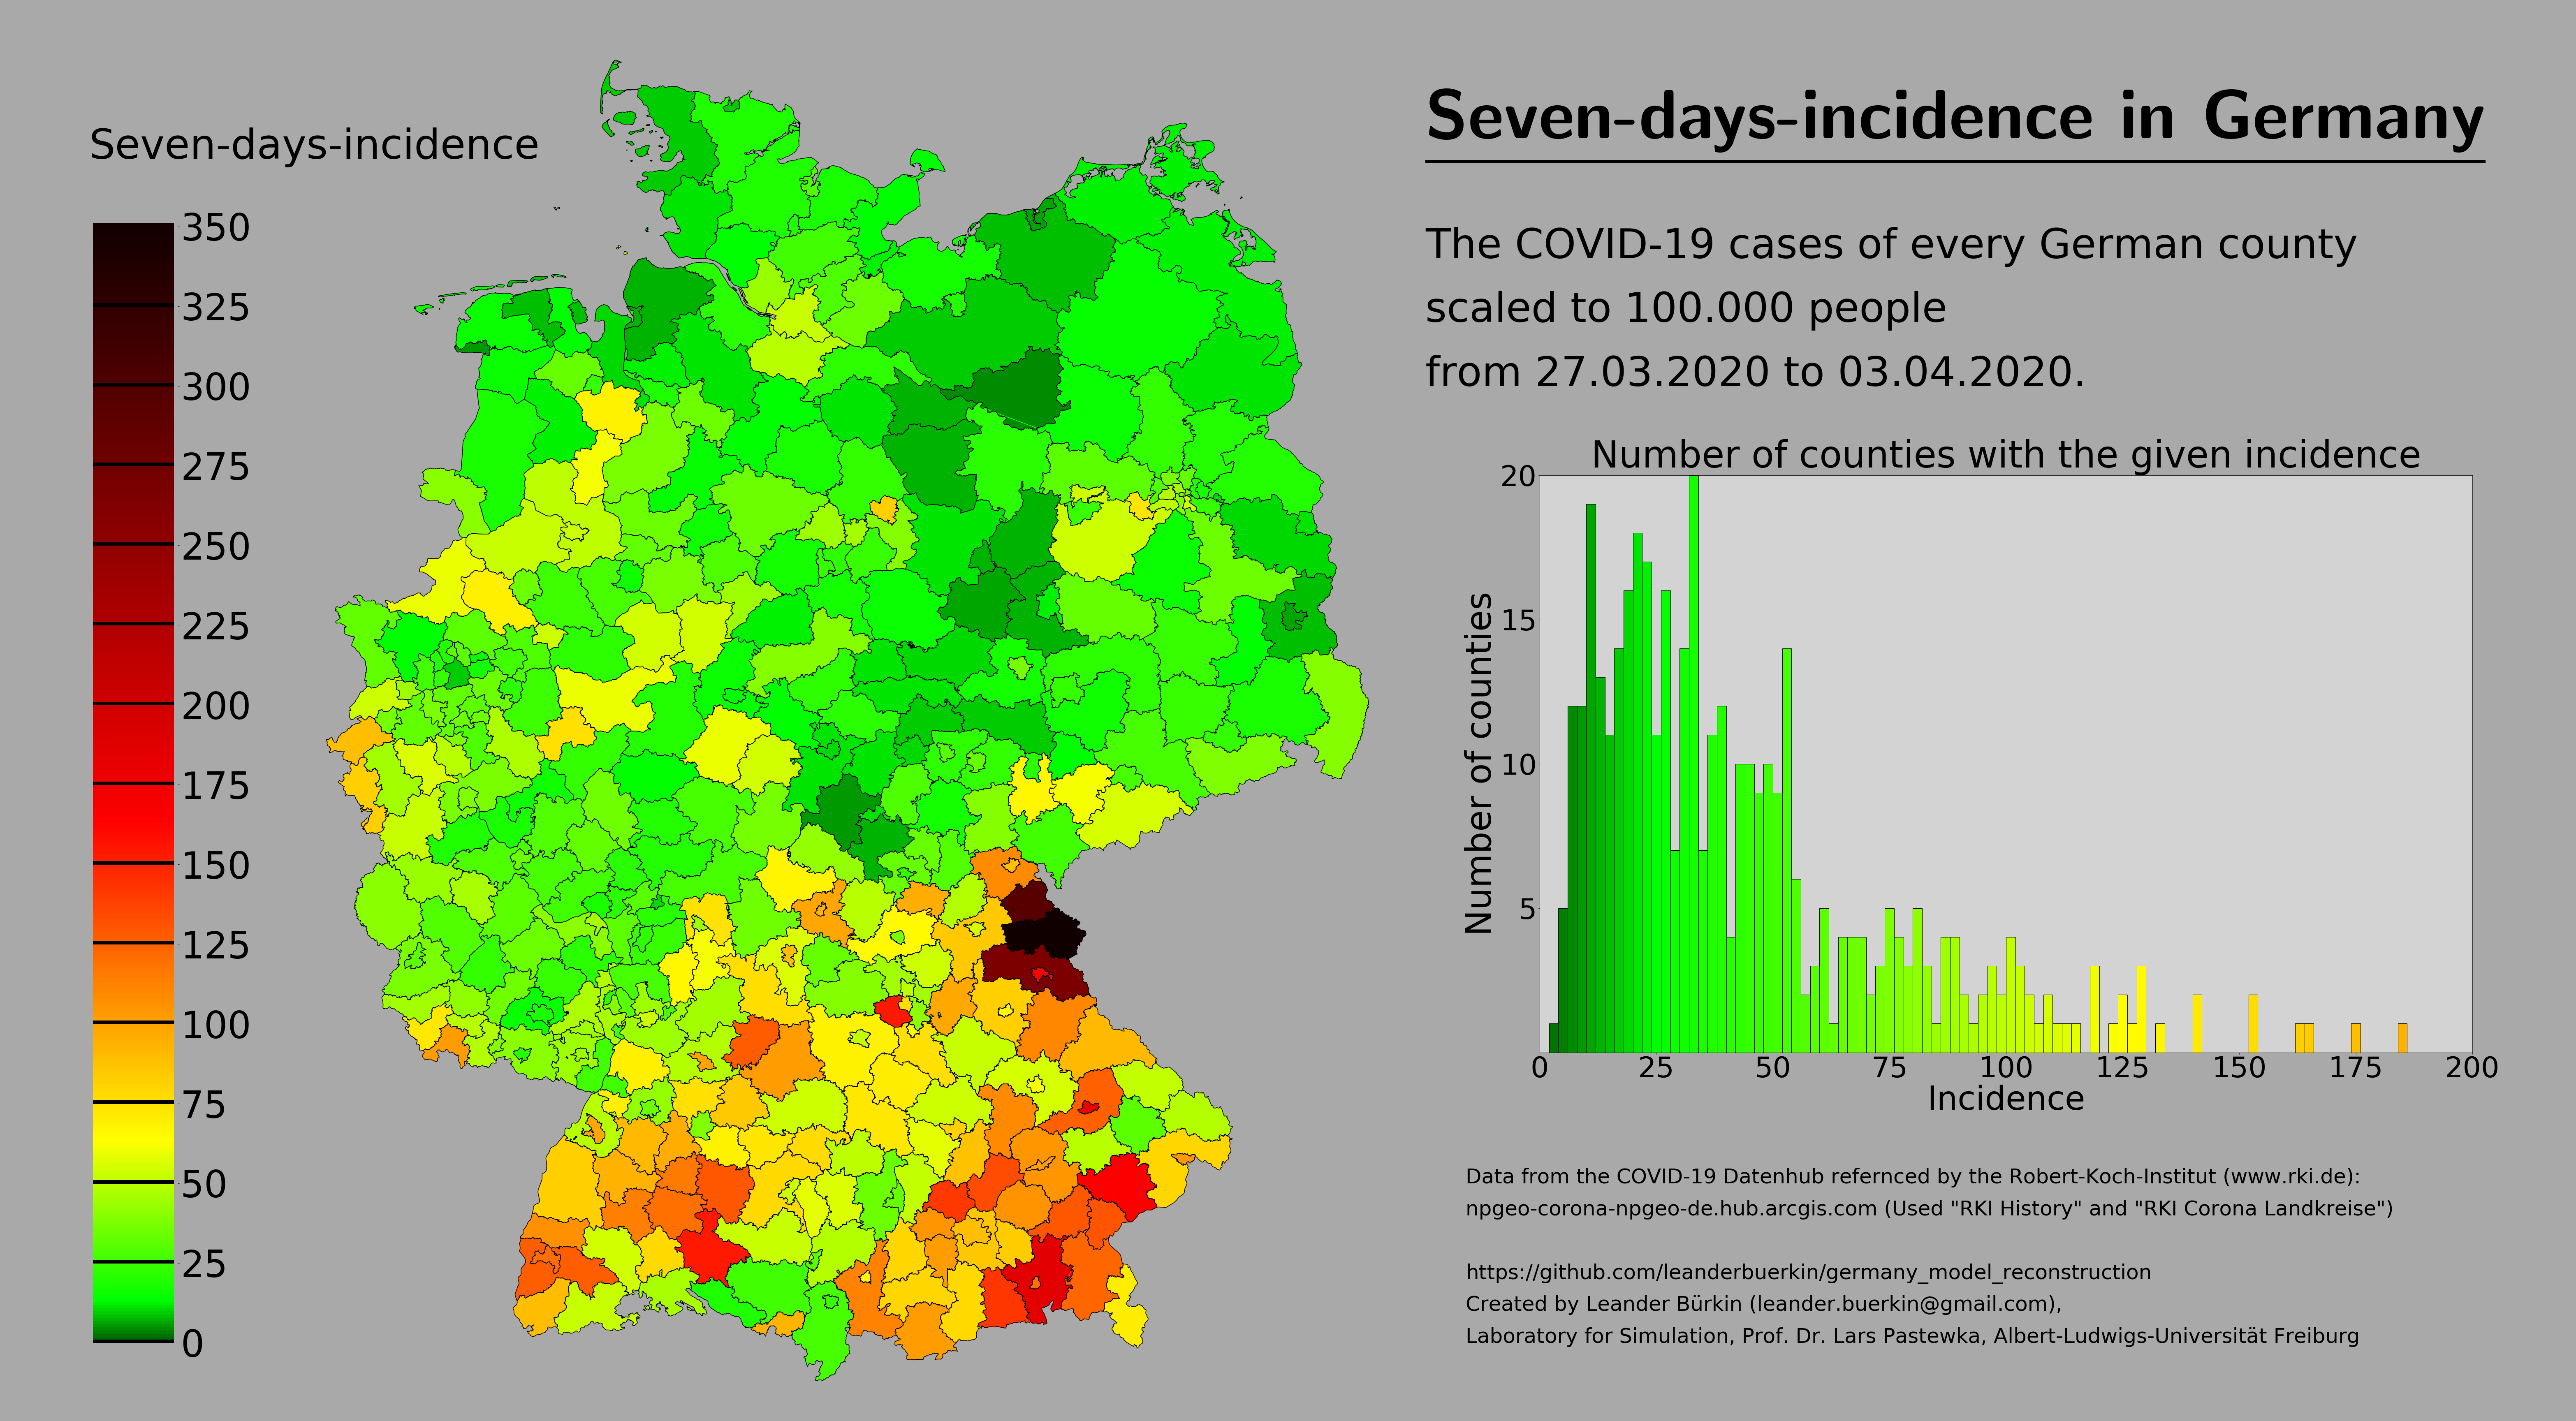 Seven-days-incidence in Germany
Seven-days-incidence
350
325
300
275
250
225
200
175
150
125
100
75
50
25
0
The COVID-19 cases of every German county
scaled to 100.000 people
from 27.03.2020 to 03.04.2020.
Number of counties with the given incidence
Number of counties
20
15
10
5
0 25 50 75 100 125 150 175 200
Incidence
Data from the COVID-19 Datenhub refernced by the Robert-Koch-Institut (www.rki.de):
npgeo-corona-npgeo-de.hub.arcgis.com (Used "RKI History" and "RKI Corona Landkreise")
https://github.com/leanderbuerkin/germany_model_reconstruction
Created by Leander Bürkin (leander.buerkin@gmail.com),
Laboratory for Simulation, Prof. Dr. Lars Pastewka, Albert-Ludwigs-Universität Freiburg